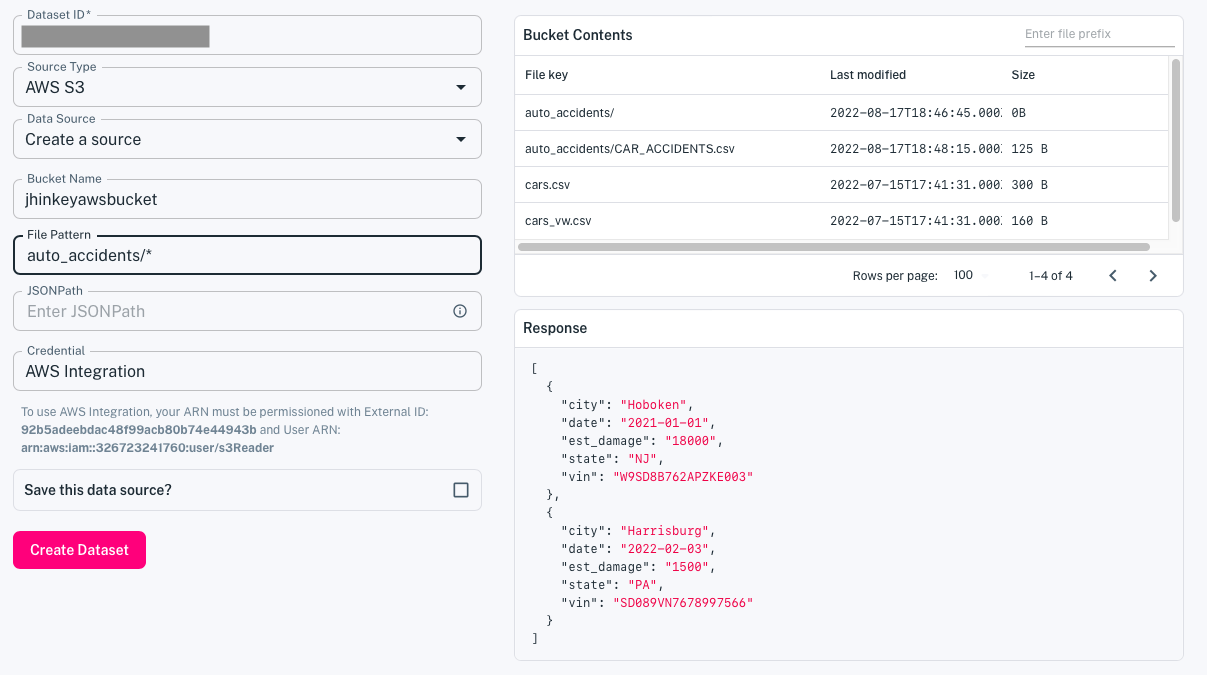 Dataset ID*
Source Type
AWS S3
Data Source
Create a source
Bucket Name
jhinkeyawsbucket
File Pattern
auto_accidents/*
JSONPath
Enter JSONPath
Credential
AWS Integration
To use AWS Integration, your ARN must be permissioned with External ID:
92b5adeebdac48f99acb80b74e44943b and User ARN:
arn:aws:iam::326723241760:user/s3Reader
Save this data source?
Create Dataset
Bucket Contents
Enter file prefix
File key Last modified Size
auto_accidents/ 2022-08-17T18:46:45.000 0B
auto_accidents/CAR_ACCIDENTS.csv 2022-08-17T18:48:15.000 125 B
cars.csv 2022-07-15T17:41:31.000 300 B
cars_vw.csv 2022-07-15T17:41:31.000 160 B
Rows per page: 100 1–4 of 4
Response
[
{
"city": "Hoboken",
"date": "2021-01-01",
"est_damage": "18000",
"state": "NJ",
"vin": "W9SD8B762APZKE003"
},
{
"city": "Harrisburg",
"date": "2022-02-03",
"est_damage": "1500",
"state": "PA",
"vin": "SD089VN7678997566"
}
]